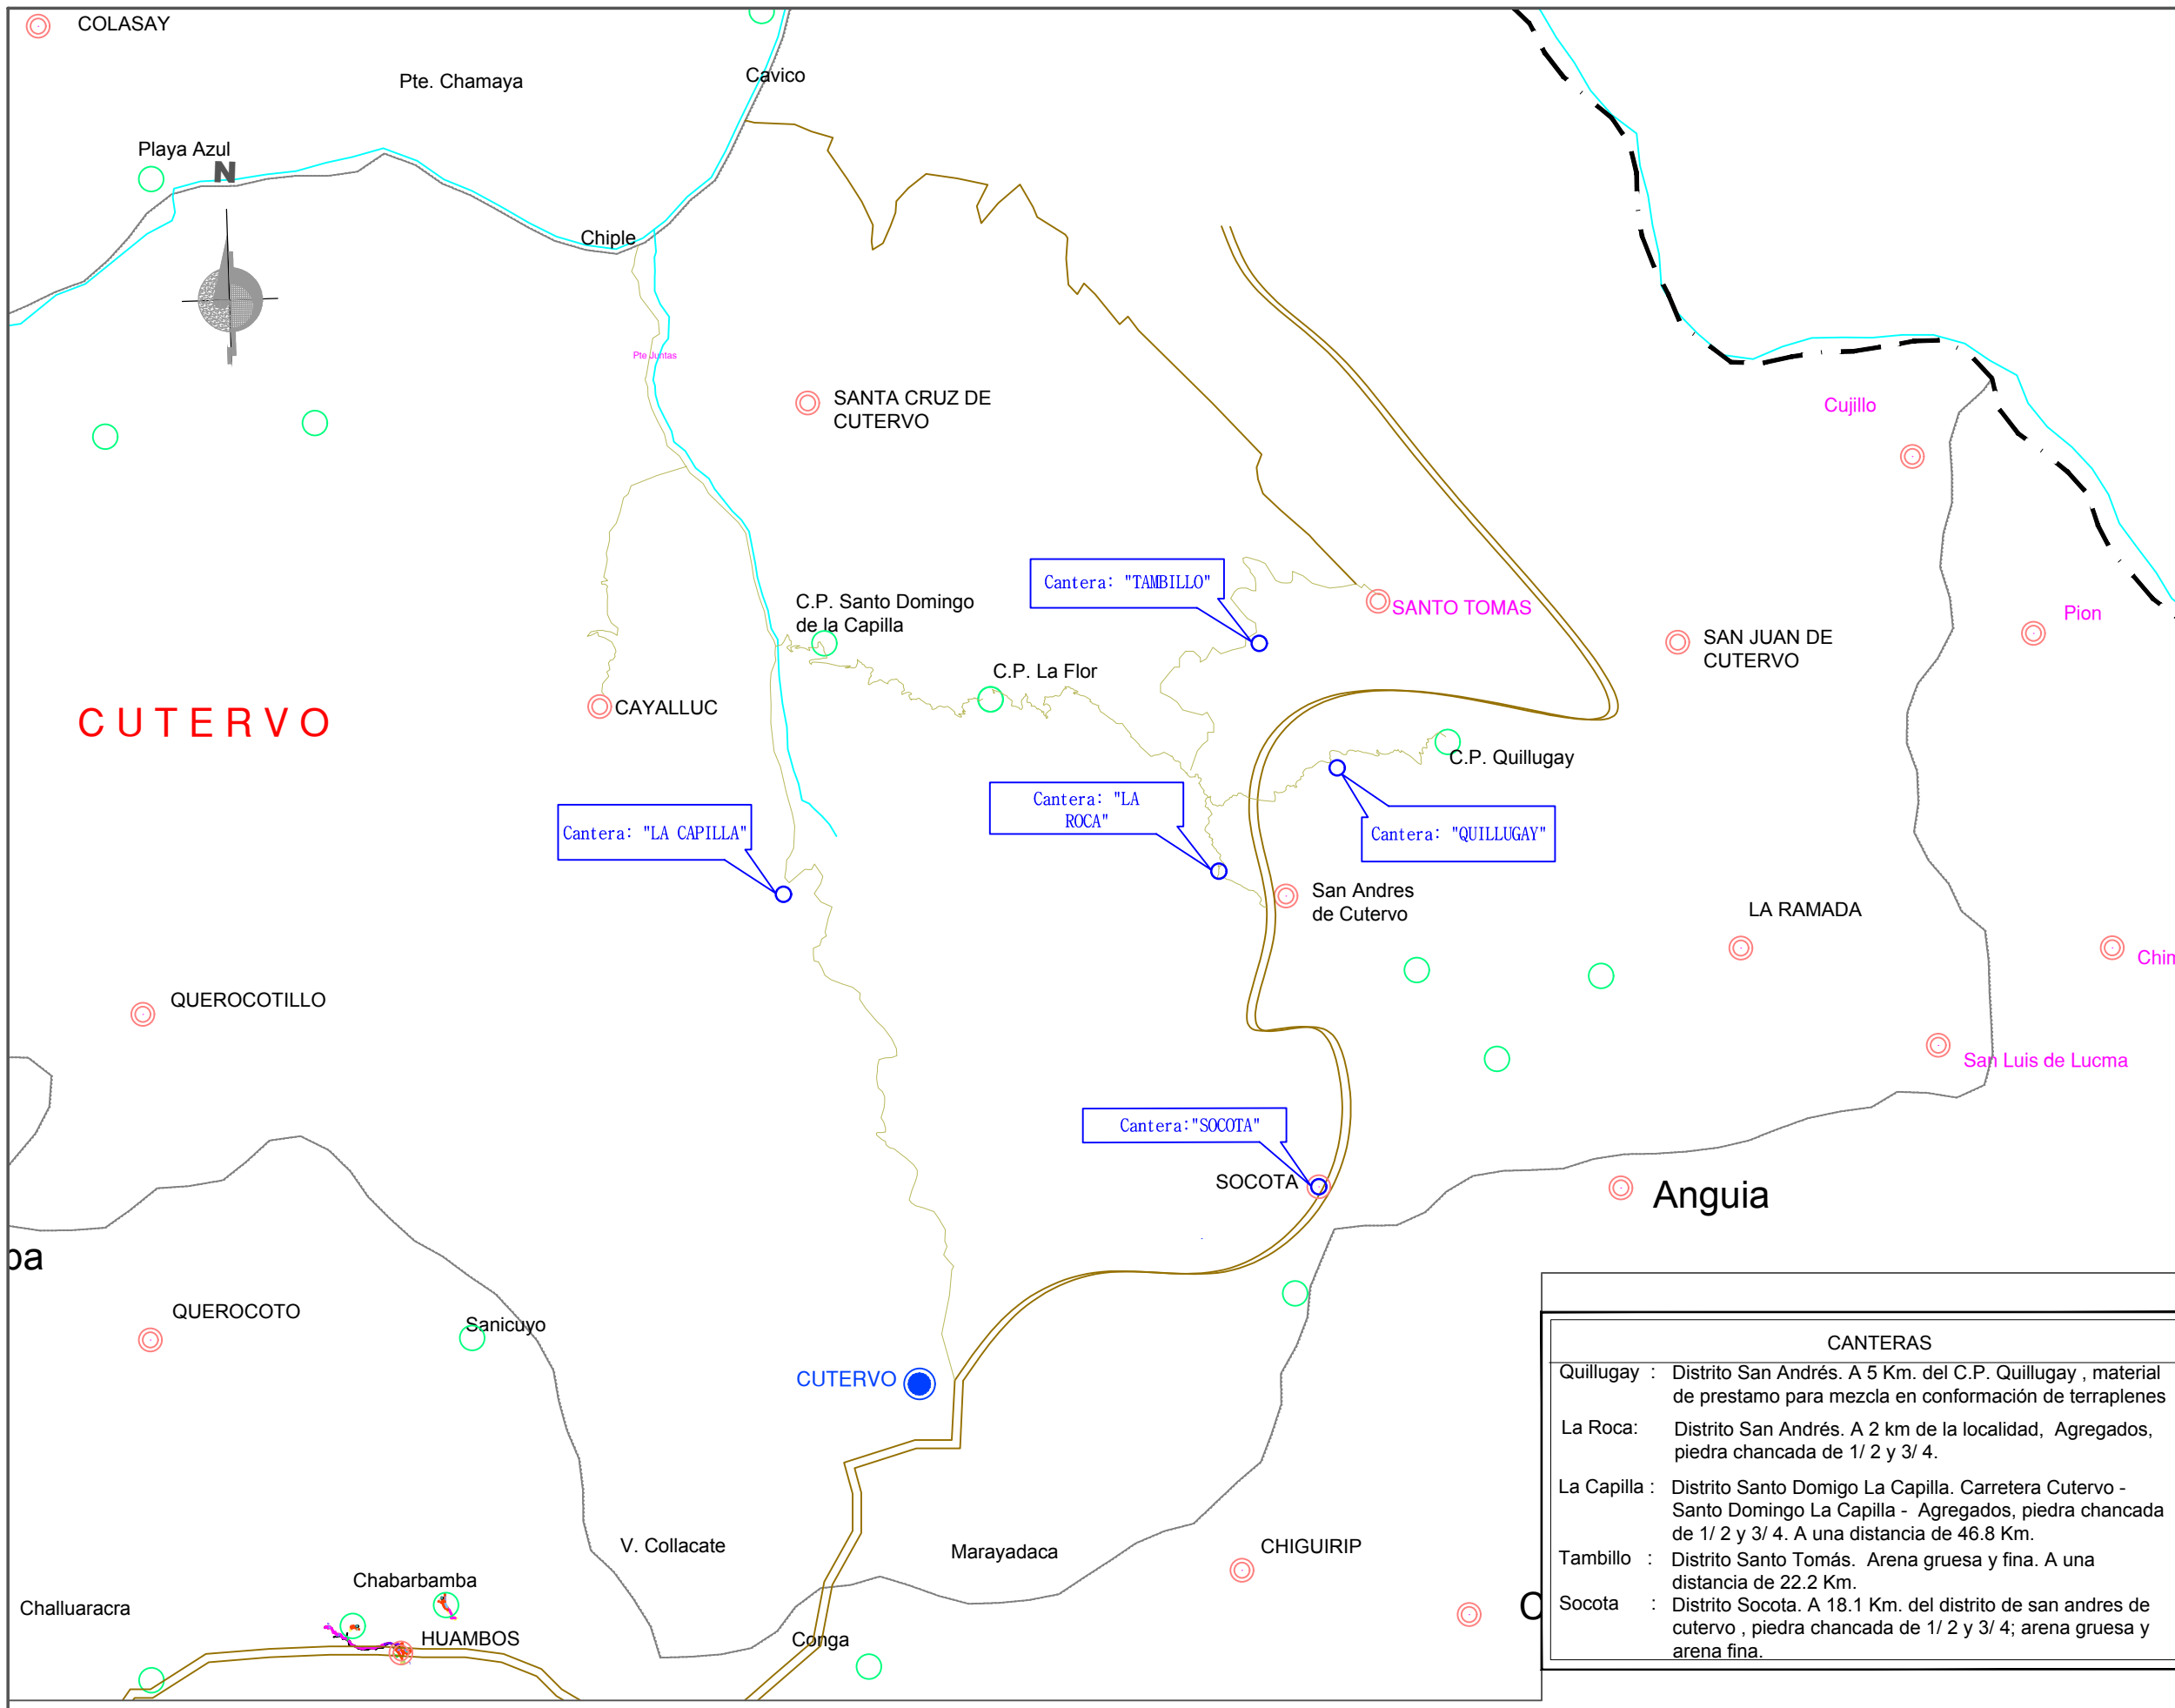 COLASAY
Pte. Chamaya
Cavico
Playa Azul
N
Chiple
Pte Juntas
SANTA CRUZ DE
CUTERVO
Cujillo
Cantera: "TAMBILLO"
C.P. Santo Domingo
de la Capilla
SANTO TOMAS
Pion
SAN JUAN DE
CUTERVO
C.P. La Flor
CAYALLUC
CUTERVO
C.P. Quillugay
Cantera: "LA
ROCA"
Cantera: "LA CAPILLA"
Cantera: "QUILLUGAY"
San Andres
de Cutervo
LA RAMADA
Chim
QUEROCOTILLO
San Luis de Lucma
Cantera:"SOCOTA"
SOCOTA
Anguia
ba
QUEROCOTO
Sanicuyo
CUTERVO
V. Collacate
Marayadaca
CHIGUIRIP
Chabarbamba
Challuaracra
HUAMBOS
Conga
CANTERAS
Quillugay : Distrito San Andrés. A 5 Km. del C.P. Quillugay , material
de prestamo para mezcla en conformación de terraplenes
La Roca: Distrito San Andrés. A 2 km de la localidad, Agregados,
piedra chancada de 1/ 2 y 3/ 4.
La Capilla : Distrito Santo Domigo La Capilla. Carretera Cutervo -
Santo Domingo La Capilla - Agregados, piedra chancada
de 1/ 2 y 3/ 4. A una distancia de 46.8 Km.
Tambillo : Distrito Santo Tomás. Arena gruesa y fina. A una
distancia de 22.2 Km.
Socota : Distrito Socota. A 18.1 Km. del distrito de san andres de
cutervo , piedra chancada de 1/ 2 y 3/ 4; arena gruesa y
arena fina.